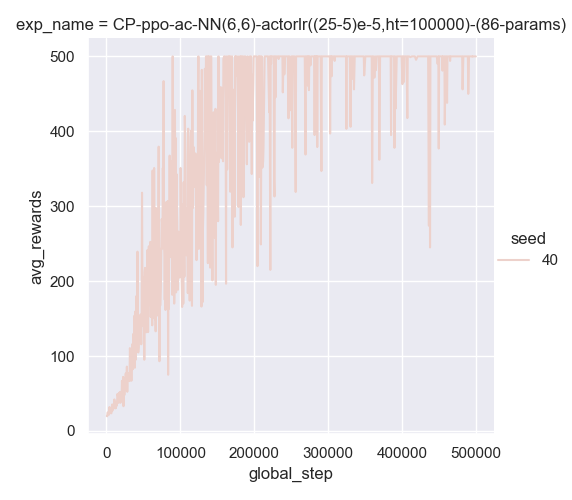 exp_name = CP-ppo-ac-NN(6,6)-actorlr((25-5)e-5,ht=100000)-(86-params)
500
400
300
200
100
0
avg_rewards
0 100000 200000 300000 400000 500000
global_step
seed
40